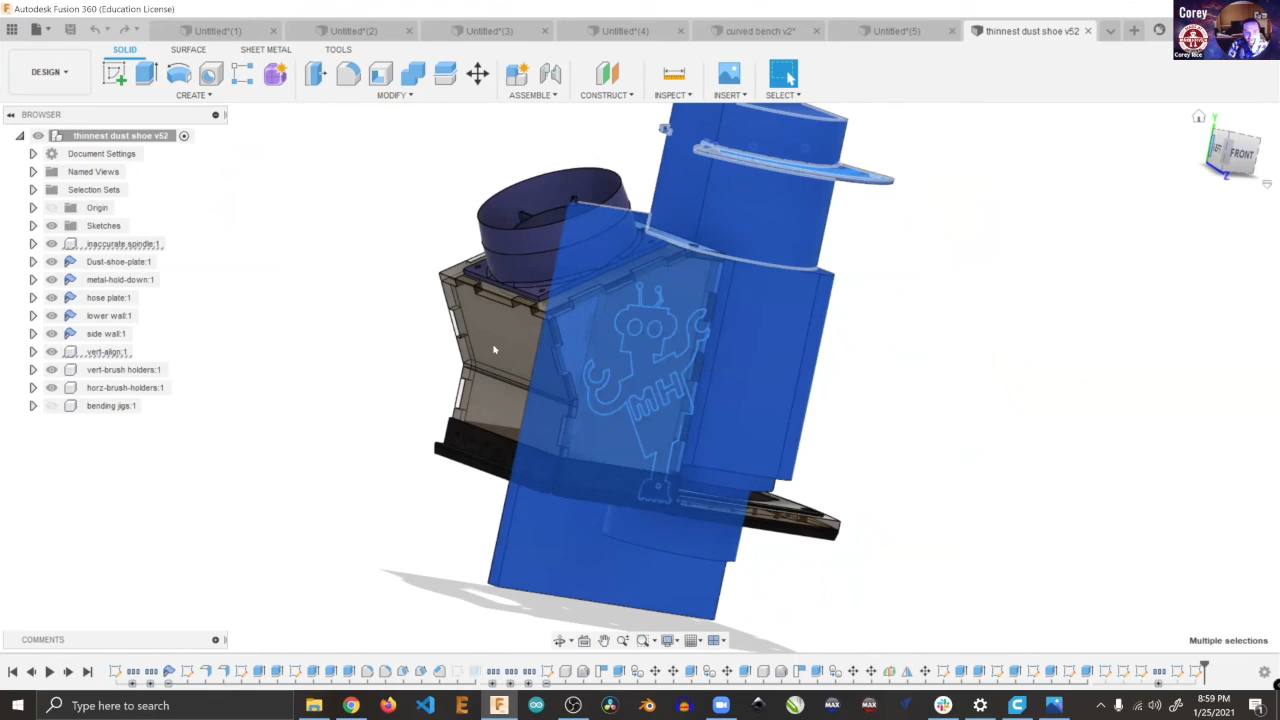 Autodesk Fusion 360 (Education License)
Untitled*(1)
Untitled*(2)
Untitled*(3)
Untitled*(4)
curved bench v2*
Untitled*(5)
thinnest dust shoe v52
Corey
Corey Rice
SOLID
SURFACE
SHEET METAL
TOOLS
DESIGN
CREATE
MODIFY
ASSEMBLE
CONSTRUCT
INSPECT
INSERT
SELECT
BROWSER
thinnest dust shoe v52
Document Settings
Named Views
Selection Sets
Origin
Sketches
inaccurate spindle:1
Dust-shoe-plate:1
metal-hold-down:1
hose plate:1
lower wall:1
side wall:1
vert-align:1
vert-brush holders:1
horz-brush-holders:1
bending jigs:1
Y
LEFT
FRONT
Z
MH
COMMENTS
Multiple selections
Type here to search
MAX
MAX
8:59 PM
1/25/2021